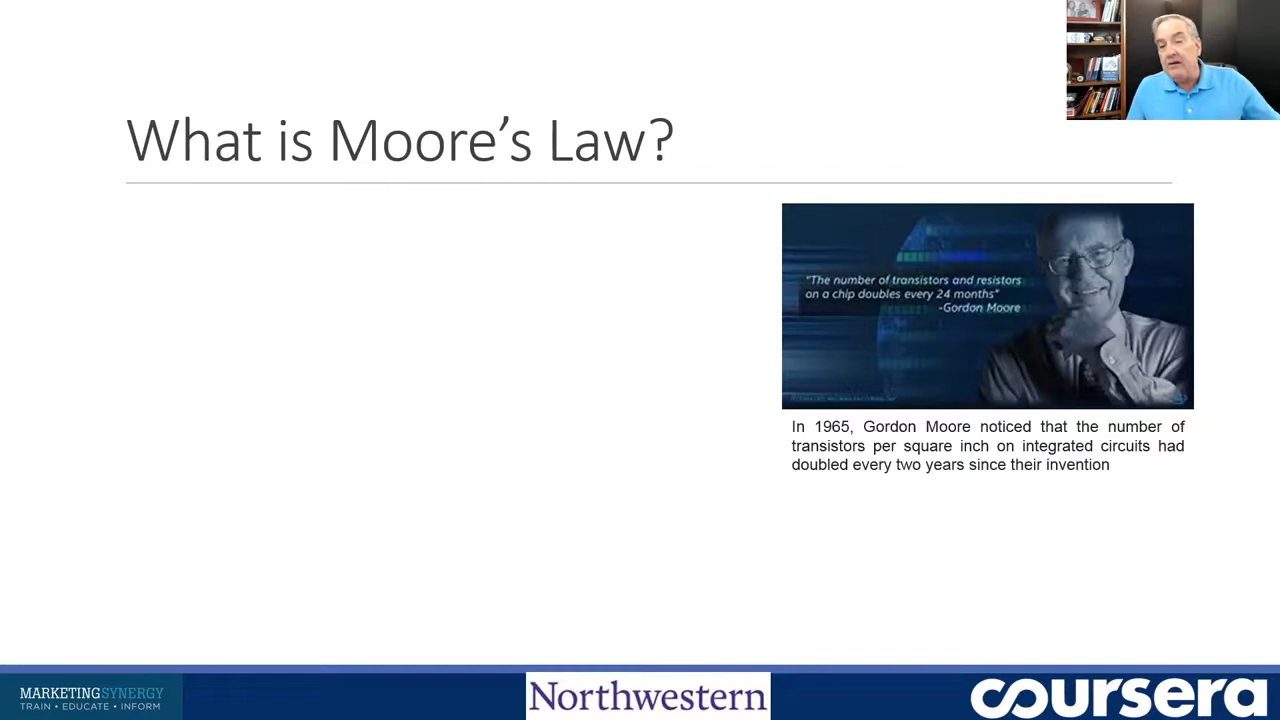 What is Moore’s Law?
"The number of transistors and resistors
on a chip doubles every 24 months"
-Gordon Moore
In 1965, Gordon Moore noticed that the number of
transistors per square inch on integrated circuits had
doubled every two years since their invention
MARKETINGSYNERGY
TRAIN • EDUCATE • INFORM
Northwestern
coursera